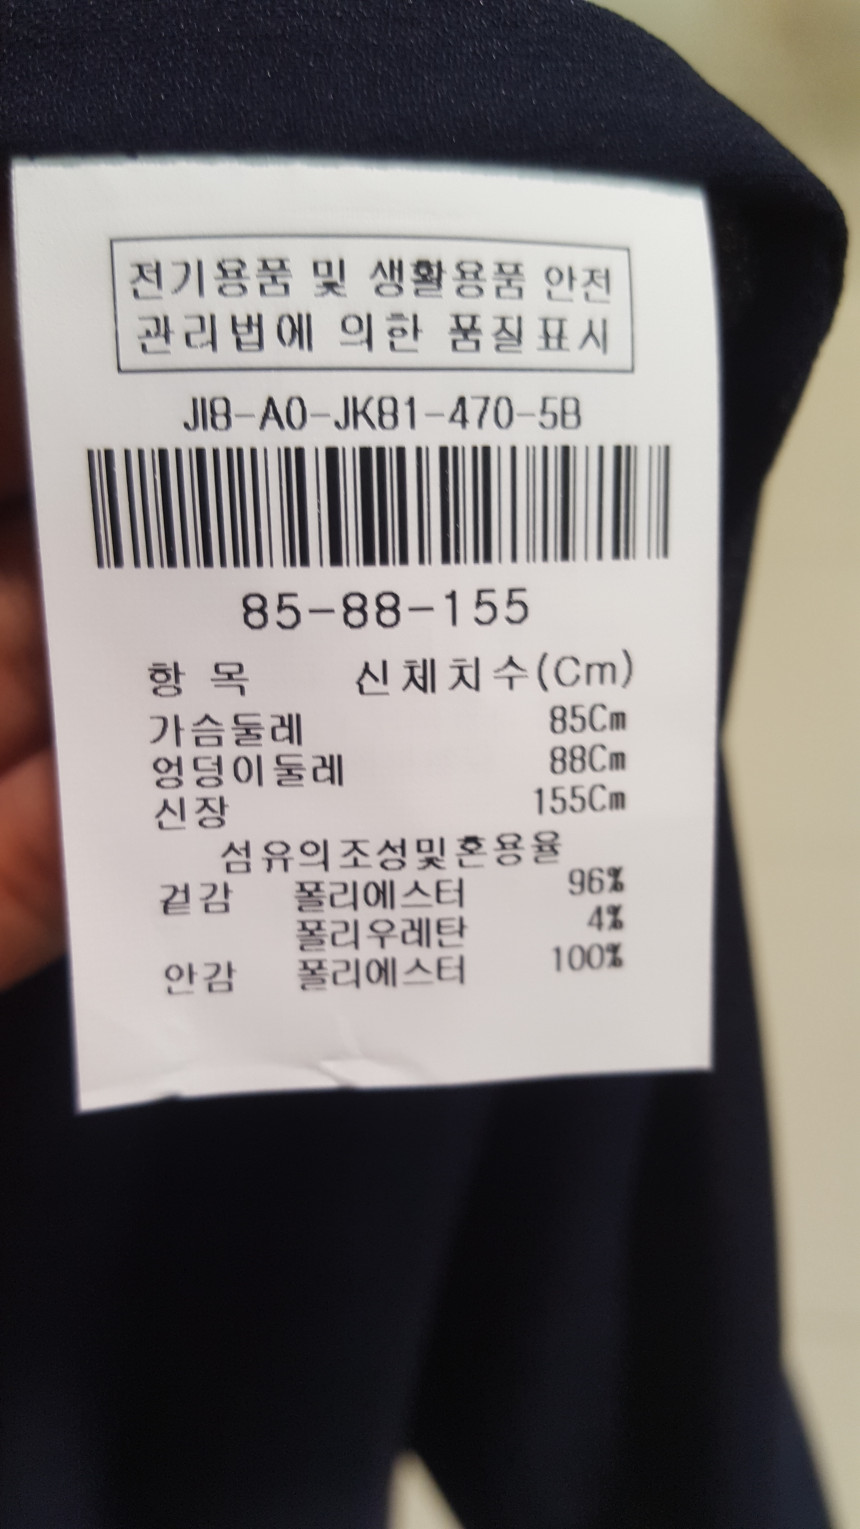 전기용품 및 생활용품 안전
관리법에 의한 품질표시
JI8-A0-JK81-470-5B
85-88-155
항 목 신체치수(Cm)
가슴둘레 85Cm
엉덩이둘레 88Cm
신장 155Cm
섬유의조성및혼용율
겉감 폴리에스터 96%
폴리우레탄 4%
안감 폴리에스터 100%